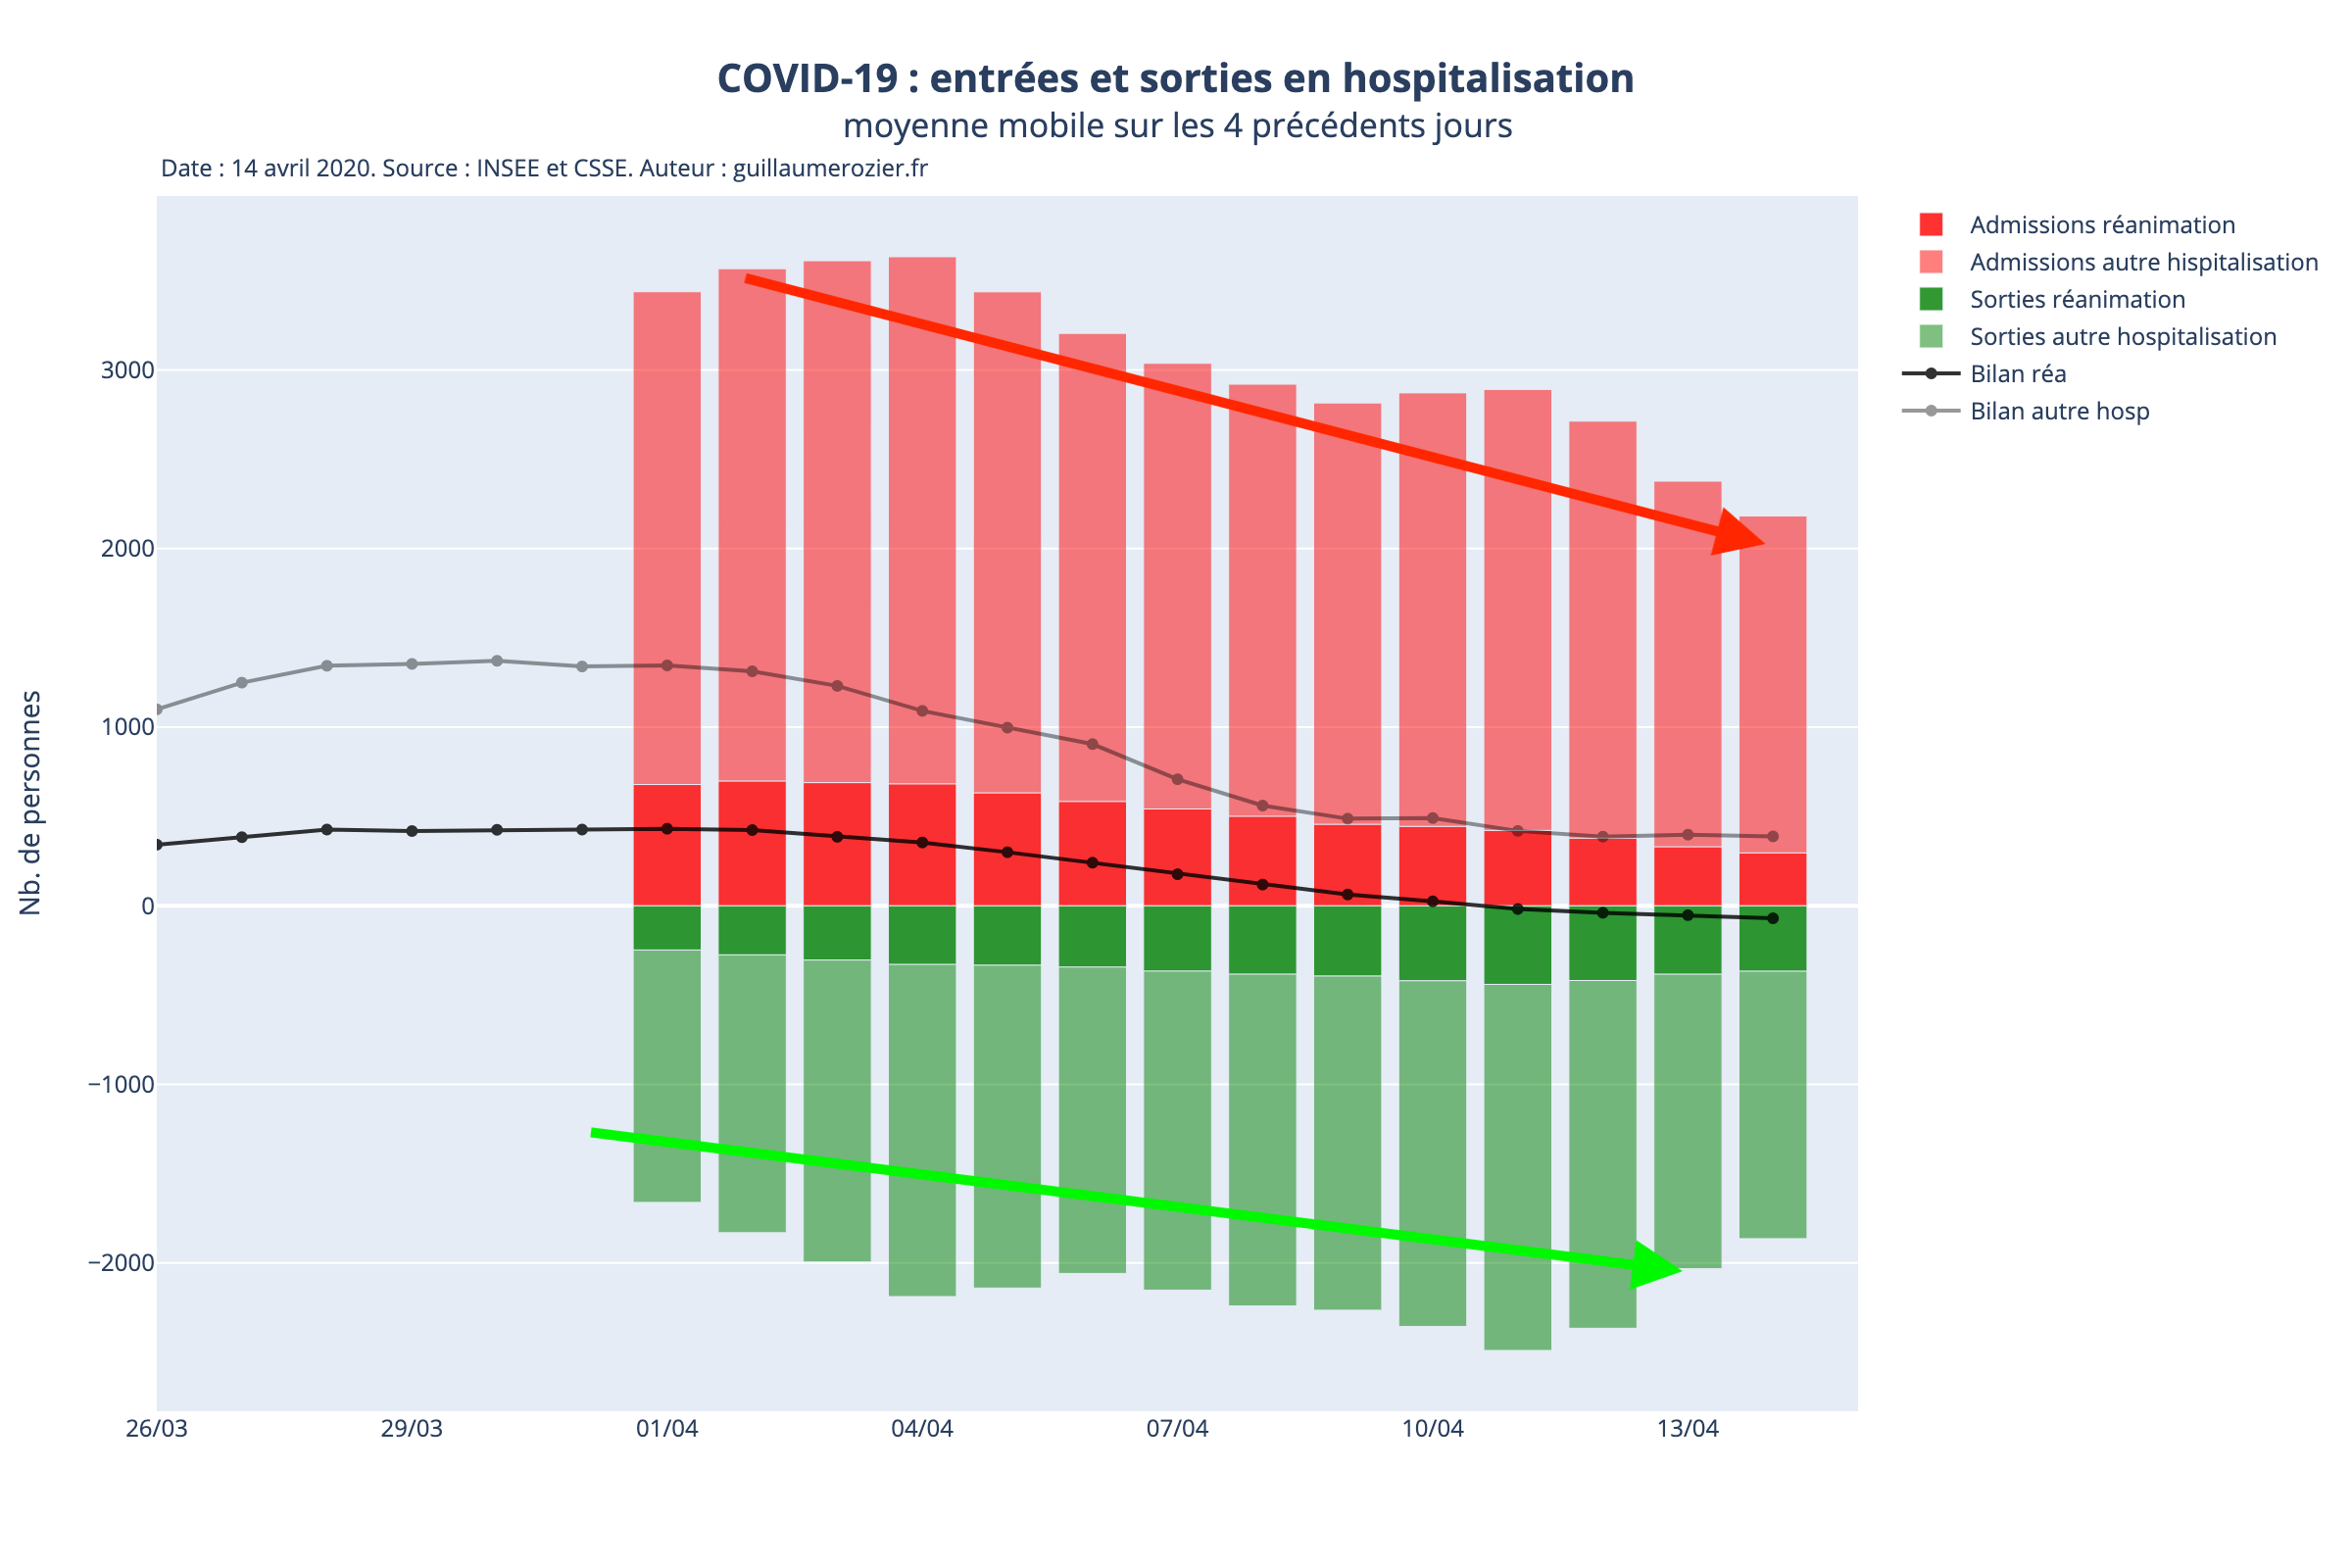 COVID-19 : entrées et sorties en hospitalisation
moyenne mobile sur les 4 précédents jours
Date : 14 avril 2020. Source : INSEE et CSSE. Auteur : guillaumerozier.fr
Admissions réanimation
Admissions autre hispitalisation
Sorties réanimation
Sorties autre hospitalisation
Bilan réa
Bilan autre hosp
Nb. de personnes
3000
2000
1000
0
−1000
−2000
26/03
29/03
01/04
04/04
07/04
10/04
13/04